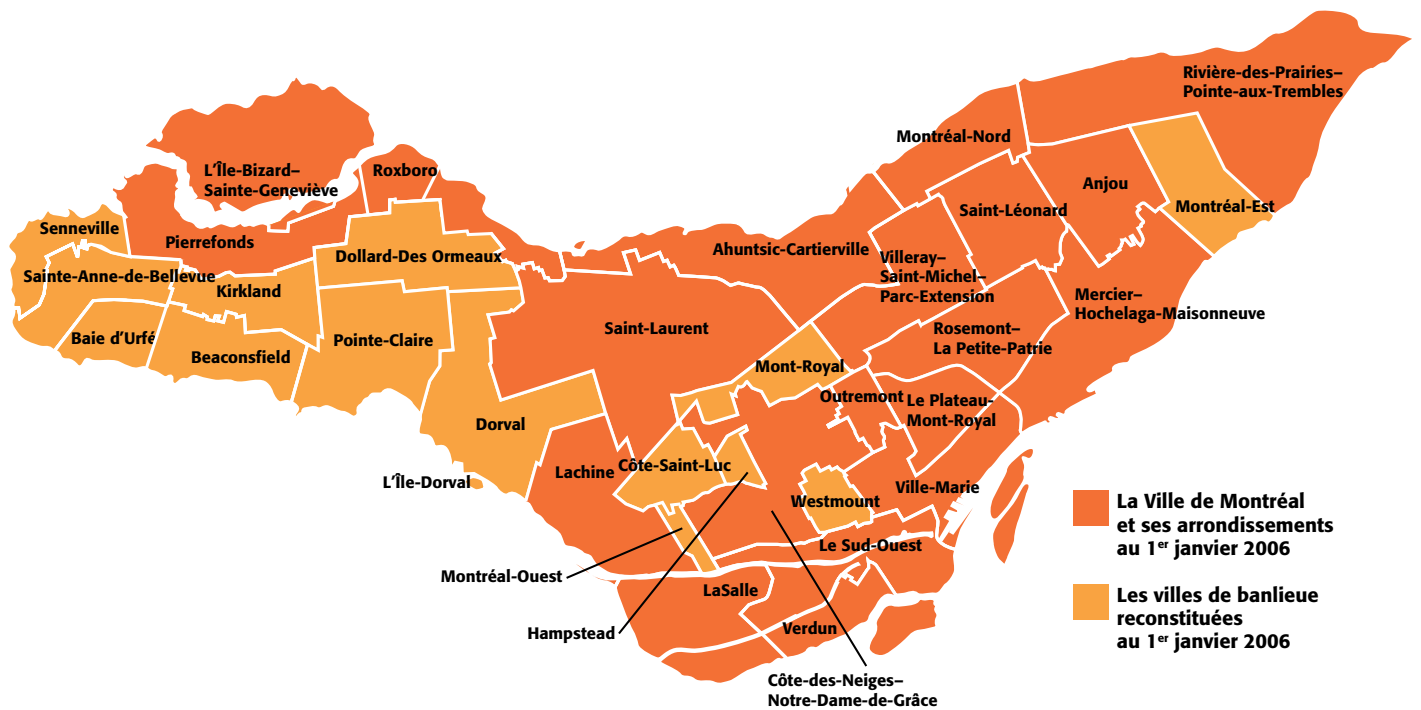 Rivière-des-Prairies–
Pointe-aux-Trembles
Montréal-Nord
L'Île-Bizard–
Sainte-Geneviève
Roxboro
Anjou
Saint-Léonard
Montréal-Est
Senneville
Pierrefonds
Ahuntsic-Cartierville
Dollard-Des Ormeaux
Villeray–
Saint-Michel–
Parc-Extension
Sainte-Anne-de-Bellevue
Kirkland
Mercier–
Hochelaga-Maisonneuve
Saint-Laurent
Rosemont–
La Petite-Patrie
Baie d'Urfé
Beaconsfield
Pointe-Claire
Mont-Royal
Outremont
Le Plateau-
Mont-Royal
Dorval
Lachine
Côte-Saint-Luc
L'Île-Dorval
Westmount
Ville-Marie
La Ville de Montréal
et ses arrondissements
au 1er janvier 2006
Le Sud-Ouest
Montréal-Ouest
LaSalle
Les villes de banlieue
reconstituées
au 1er janvier 2006
Hampstead
Verdun
Côte-des-Neiges–
Notre-Dame-de-Grâce